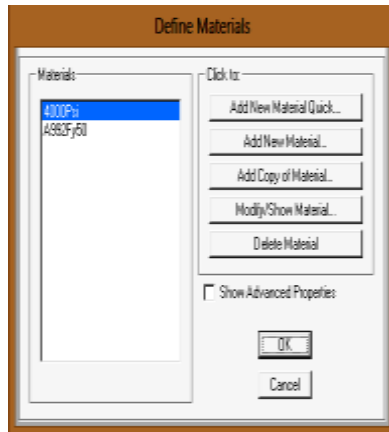 Define Materials
Materials
4000Psi
A992Fy50
Click to:
Add New Material Quick...
Add New Material...
Add Copy of Material...
Modify/Show Material...
Delete Material
Show Advanced Properties
OK
Cancel